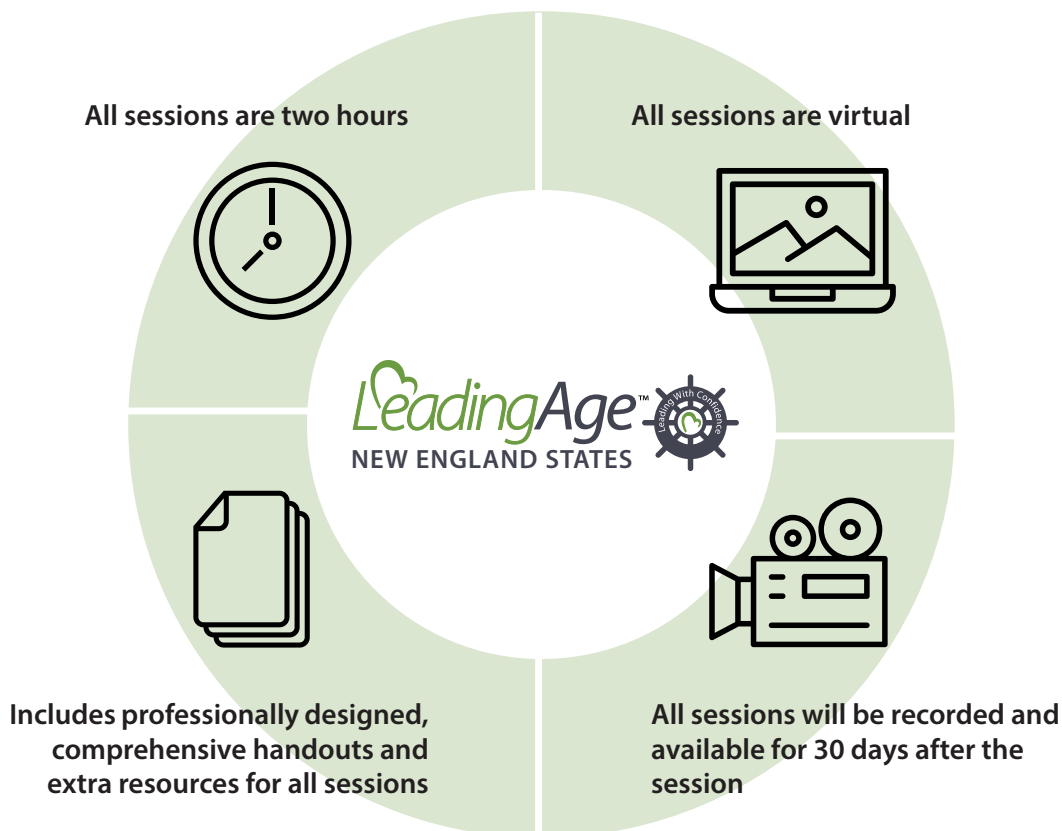 All sessions are two hours
All sessions are virtual
LeadingAge™
Leading With Confidence
NEW ENGLAND STATES
Includes professionally designed,
comprehensive handouts and
extra resources for all sessions
All sessions will be recorded and
available for 30 days after the
session